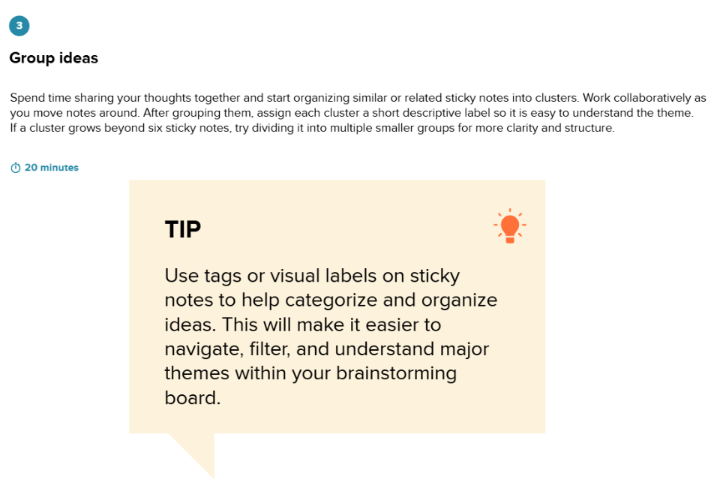 3
Group ideas
Spend time sharing your thoughts together and start organizing similar or related sticky notes into clusters. Work collaboratively as
you move notes around. After grouping them, assign each cluster a short descriptive label so it is easy to understand the theme.
If a cluster grows beyond six sticky notes, try dividing it into multiple smaller groups for more clarity and structure.
20 minutes
TIP
Use tags or visual labels on sticky
notes to help categorize and organize
ideas. This will make it easier to
navigate, filter, and understand major
themes within your brainstorming
board.